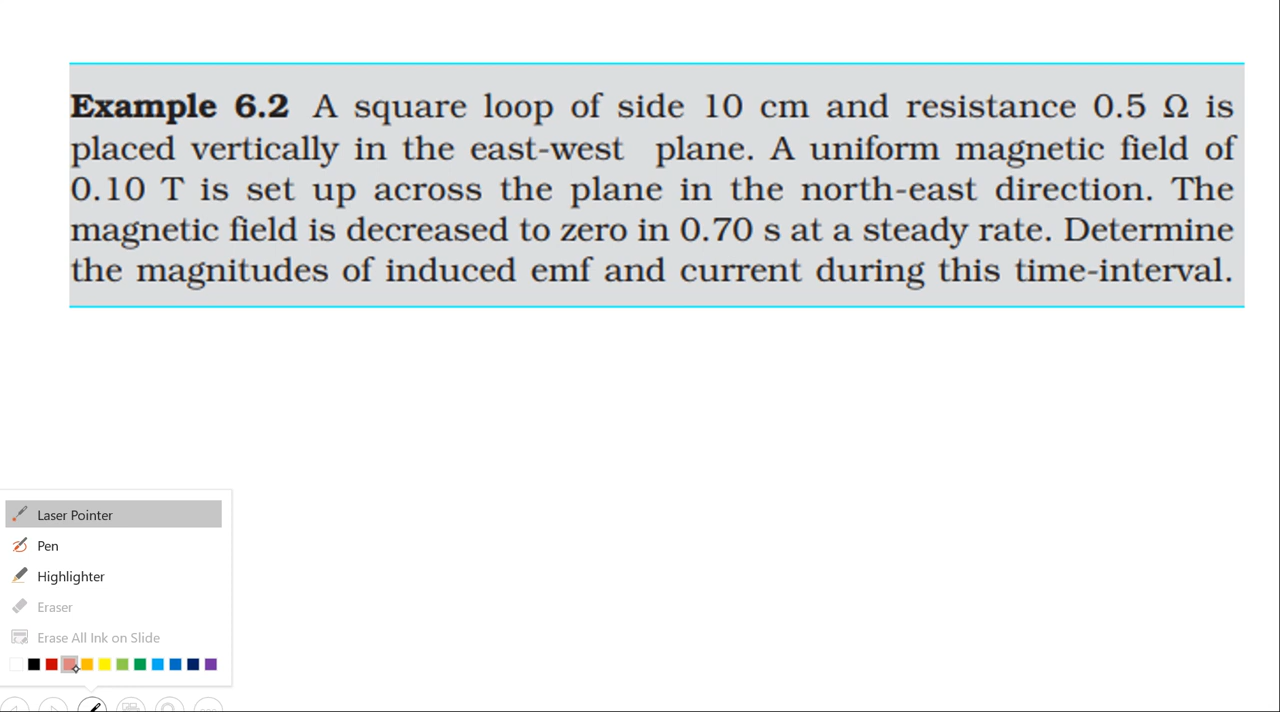 Example 6.2 A square loop of side 10 cm and resistance 0.5 Ω is
placed vertically in the east-west plane. A uniform magnetic field of
0.10 T is set up across the plane in the north-east direction. The
magnetic field is decreased to zero in 0.70 s at a steady rate. Determine
the magnitudes of induced emf and current during this time-interval.
Laser Pointer
Pen
Highlighter
Eraser
Erase All Ink on Slide